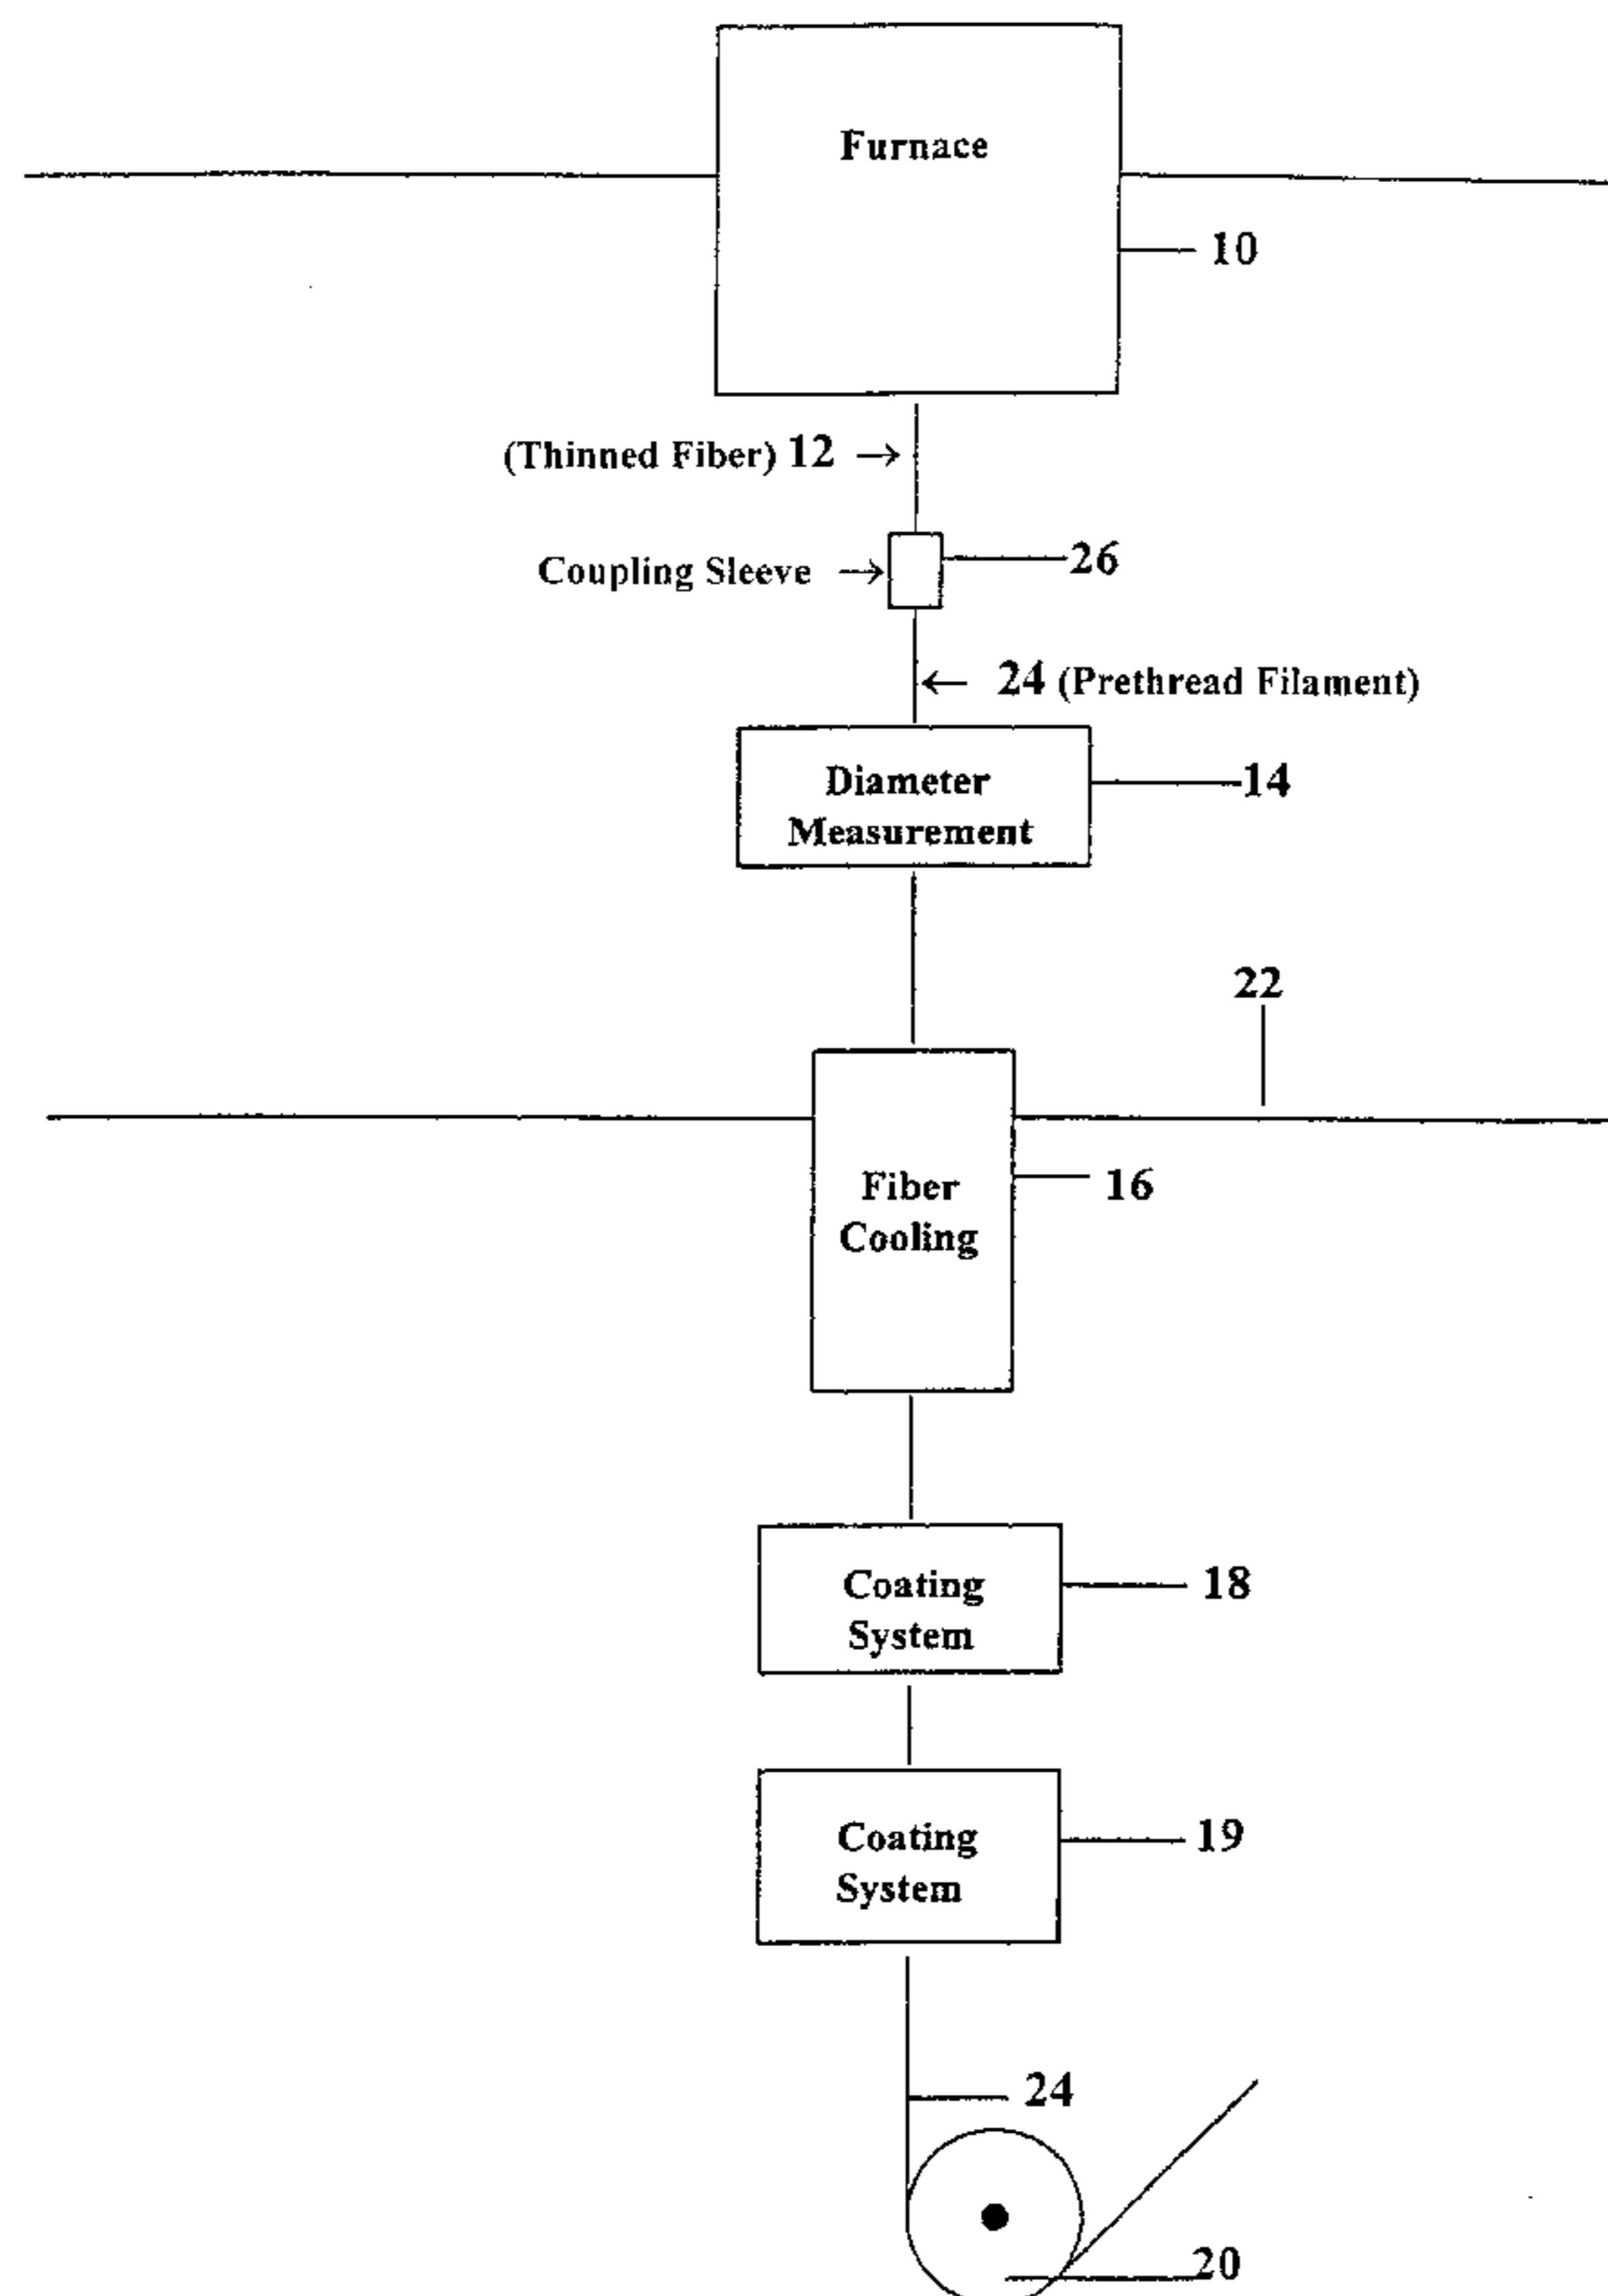 Furnace
10
(Thinned Fiber) 12 →
Coupling Sleeve →
26
← 24 (Prethread Filament)
Diameter
Measurement
14
22
Fiber
Cooling
16
Coating
System
18
Coating
System
19
24
20